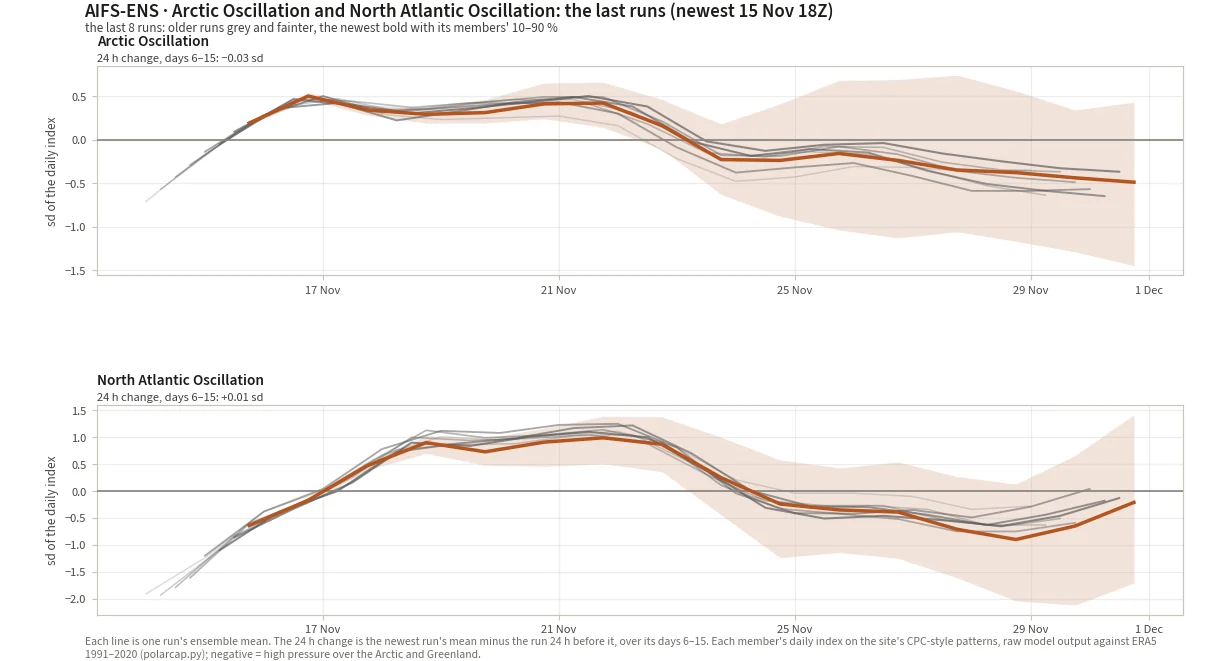 AIFS-ENS · Arctic Oscillation and North Atlantic Oscillation: the last runs (newest 15 Nov 18Z)
the last 8 runs: older runs grey and fainter, the newest bold with its members' 10–90 %
Arctic Oscillation
24 h change, days 6–15: −0.03 sd
sd of the daily index
0.5
0.0
−0.5
−1.0
−1.5
17 Nov
21 Nov
25 Nov
29 Nov
1 Dec
North Atlantic Oscillation
24 h change, days 6–15: +0.01 sd
sd of the daily index
1.5
1.0
0.5
0.0
−0.5
−1.0
−1.5
−2.0
17 Nov
21 Nov
25 Nov
29 Nov
1 Dec
Each line is one run's ensemble mean. The 24 h change is the newest run's mean minus the run 24 h before it, over its days 6–15. Each member's daily index on the site's CPC-style patterns, raw model output against ERA5
1991–2020 (polarcap.py); negative = high pressure over the Arctic and Greenland.